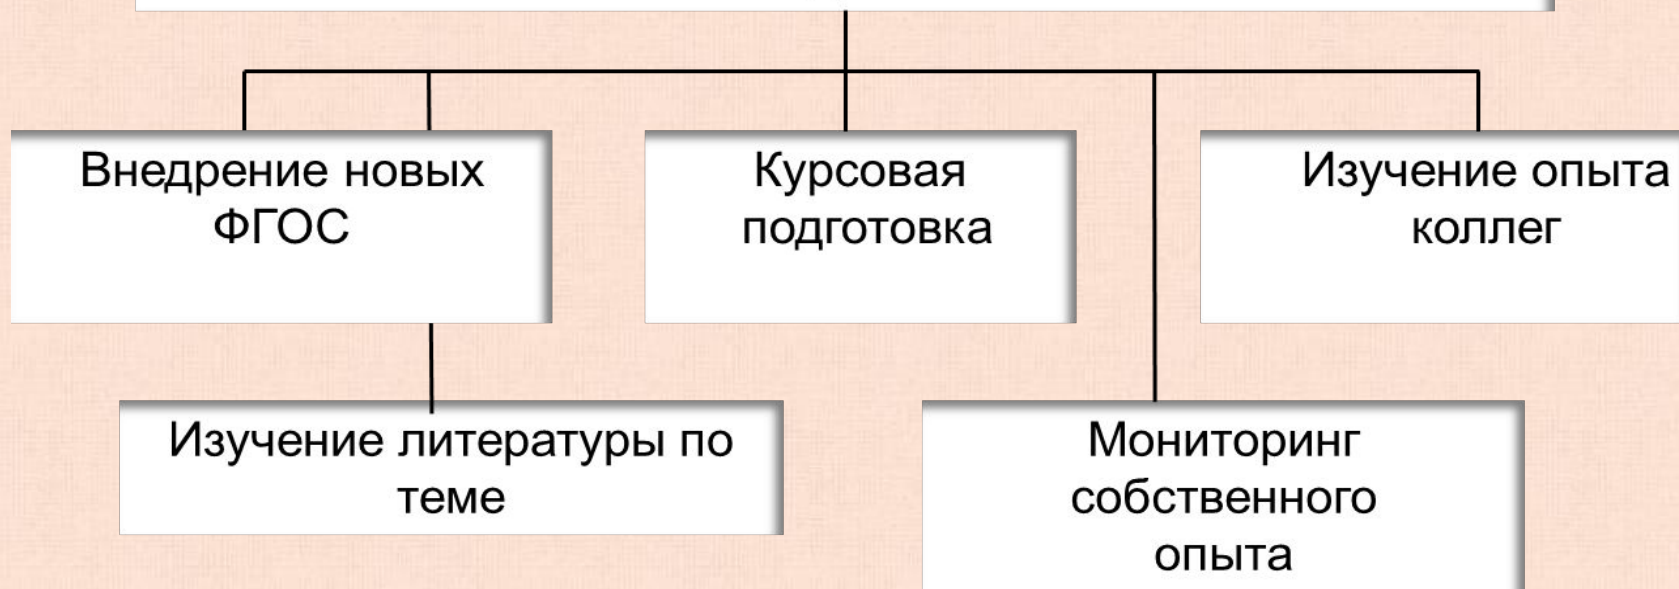 Внедрение новых
ФГОС
Курсовая
подготовка
Изучение опыта
коллег
Изучение литературы по
теме
Мониторинг
собственного
опыта